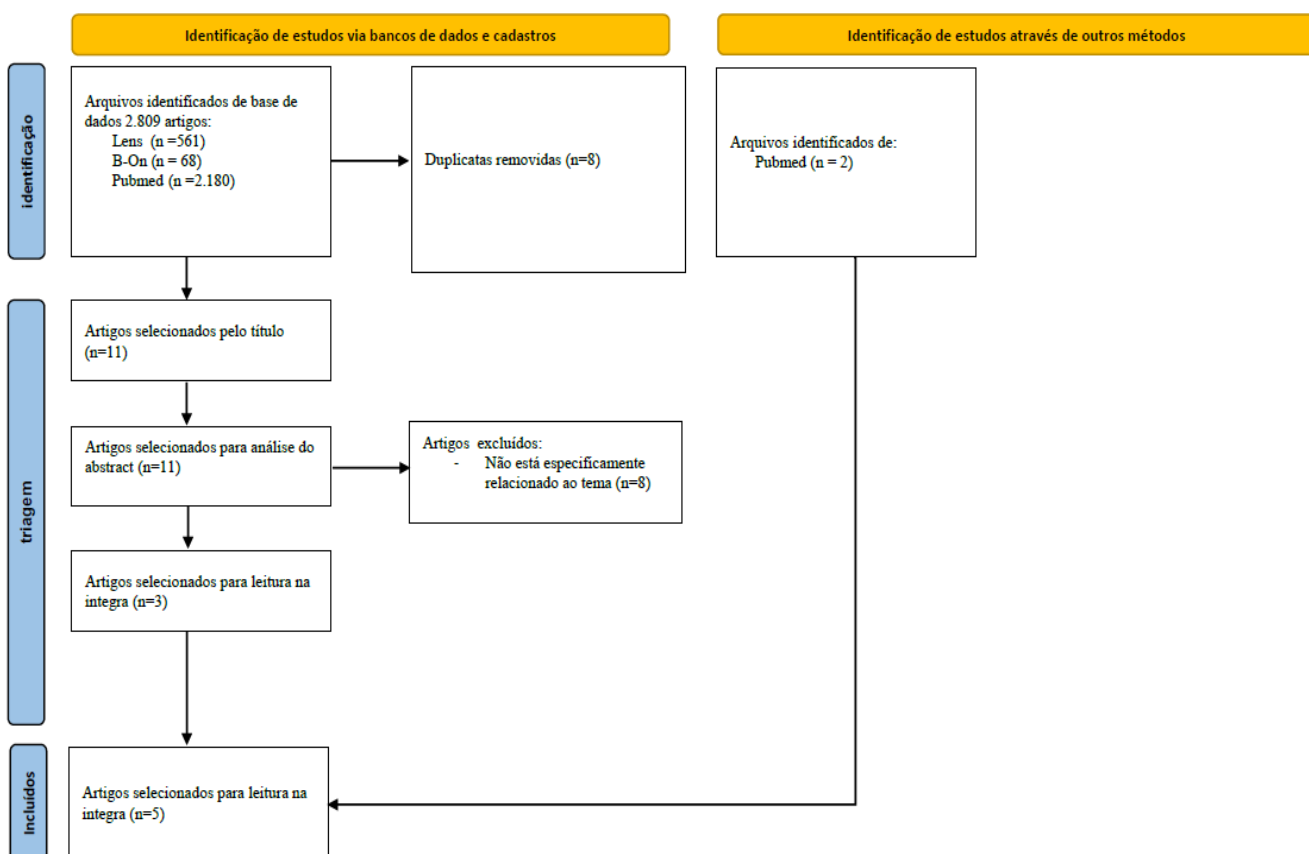 Identificação de estudos via bancos de dados e cadastros
Identificação de estudos através de outros métodos
identificação
Arquivos identificados de base de
dados 2.809 artigos:
Lens (n =561)
B-On (n = 68)
Pubmed (n =2.180)
Duplicatas removidas (n=8)
Arquivos identificados de:
Pubmed (n = 2)
triagem
Artigos selecionados pelo título
(n=11)
Artigos selecionados para análise do
abstract (n=11)
Artigos excluídos:
- Não está especificamente
relacionado ao tema (n=8)
Artigos selecionados para leitura na
integra (n=3)
Incluídos
Artigos selecionados para leitura na
integra (n=5)